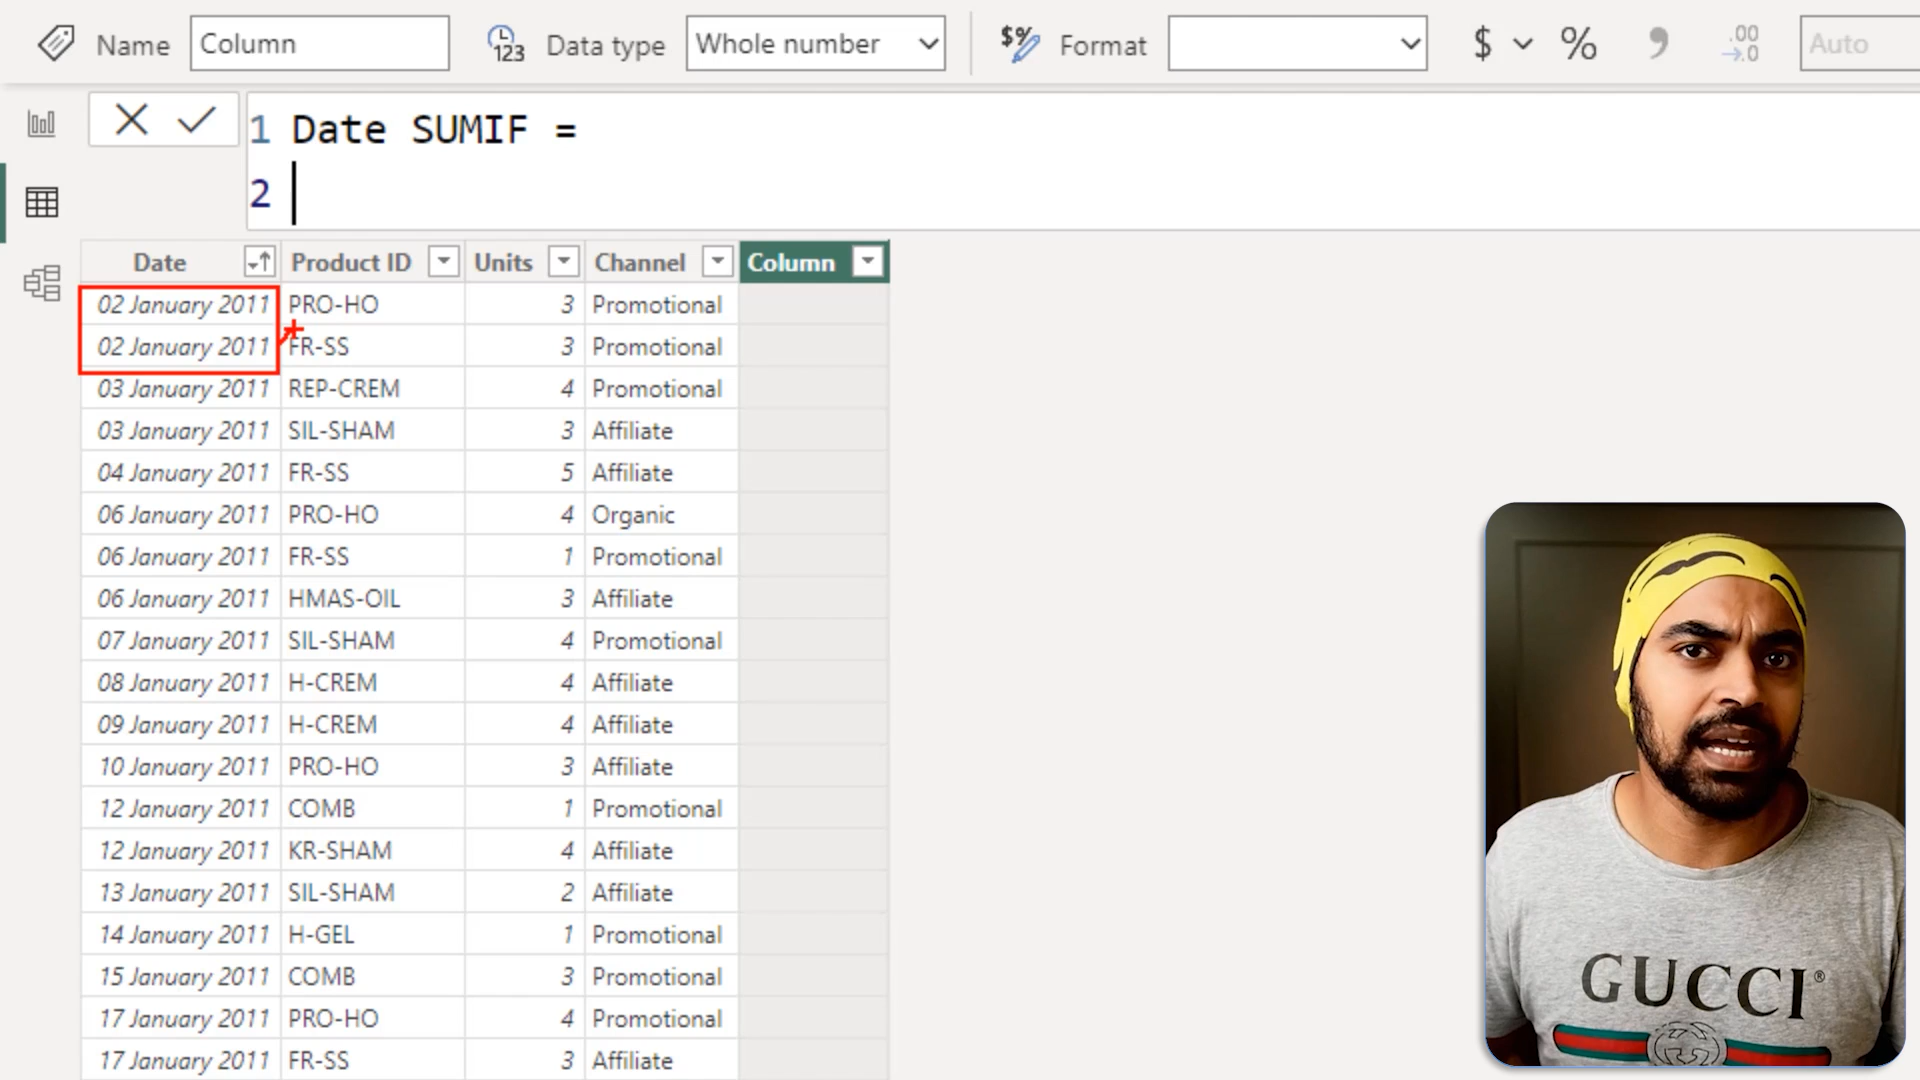 Name Column Data type Whole number Format $ % , .00 →.0 Auto
1 Date SUMIF =
2
Date Product ID Units Channel Column
02 January 2011 PRO-HO 3 Promotional
02 January 2011 FR-SS 3 Promotional
03 January 2011 REP-CREM 4 Promotional
03 January 2011 SIL-SHAM 3 Affiliate
04 January 2011 FR-SS 5 Affiliate
06 January 2011 PRO-HO 4 Organic
06 January 2011 FR-SS 1 Promotional
06 January 2011 HMAS-OIL 3 Affiliate
07 January 2011 SIL-SHAM 4 Promotional
08 January 2011 H-CREM 4 Affiliate
09 January 2011 H-CREM 4 Affiliate
10 January 2011 PRO-HO 3 Affiliate
12 January 2011 COMB 1 Promotional
12 January 2011 KR-SHAM 4 Affiliate
13 January 2011 SIL-SHAM 2 Affiliate
14 January 2011 H-GEL 1 Promotional
15 January 2011 COMB 3 Promotional
17 January 2011 PRO-HO 4 Promotional
17 January 2011 FR-SS 3 Affiliate
GUCCI®